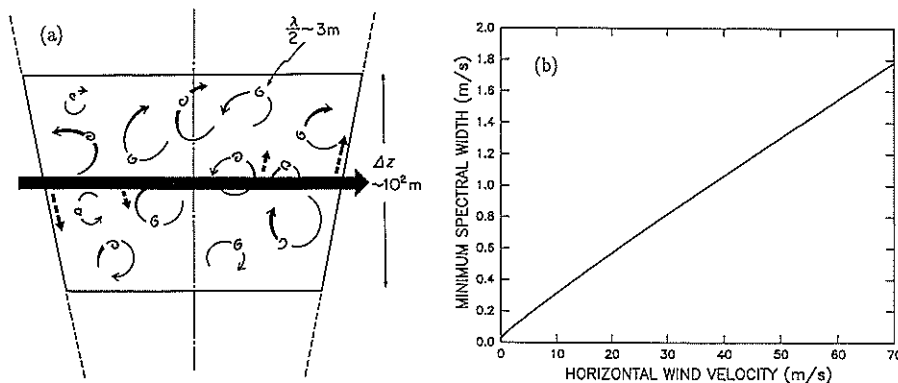 (a)
λ/2 ~ 3m
Δz
~10² m
(b)
MINIMUM SPECTRAL WIDTH (m/s)
2.0
1.8
1.6
1.4
1.2
1.0
0.8
0.6
0.4
0.2
0.0
0 10 20 30 40 50 60 70
HORIZONTAL WIND VELOCITY (m/s)